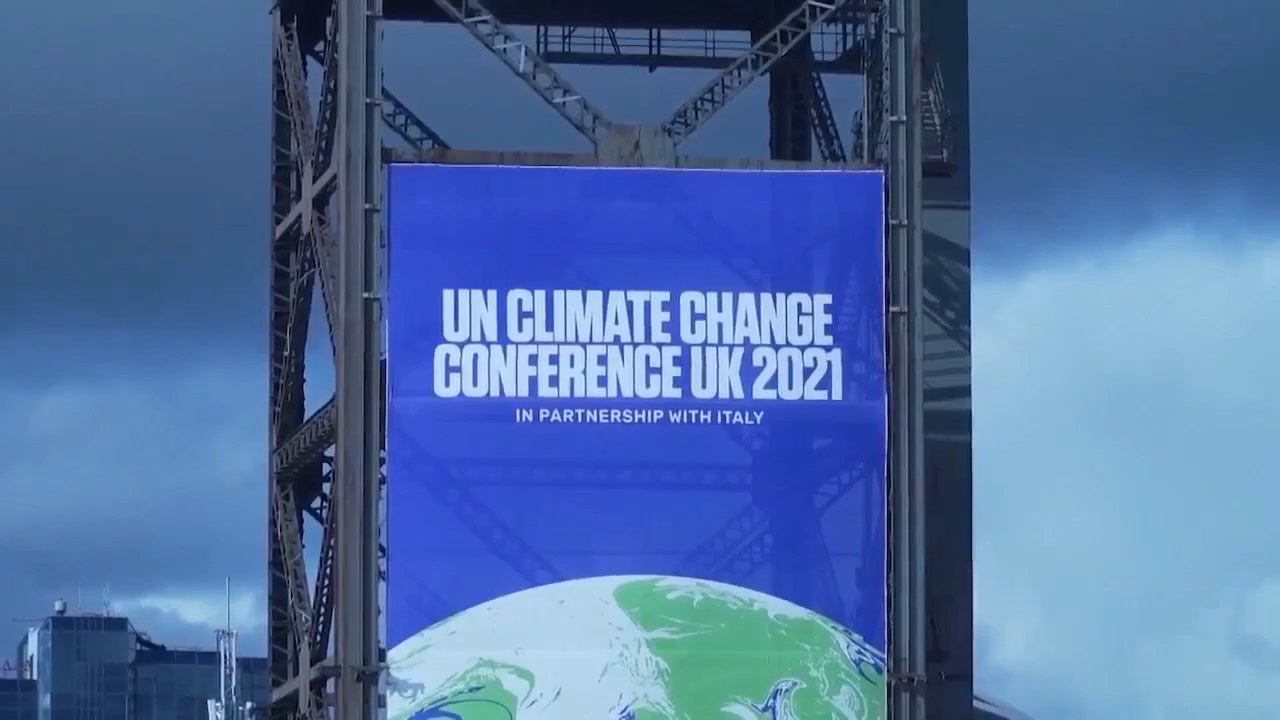 UN CLIMATE CHANGE
CONFERENCE UK 2021
IN PARTNERSHIP WITH ITALY